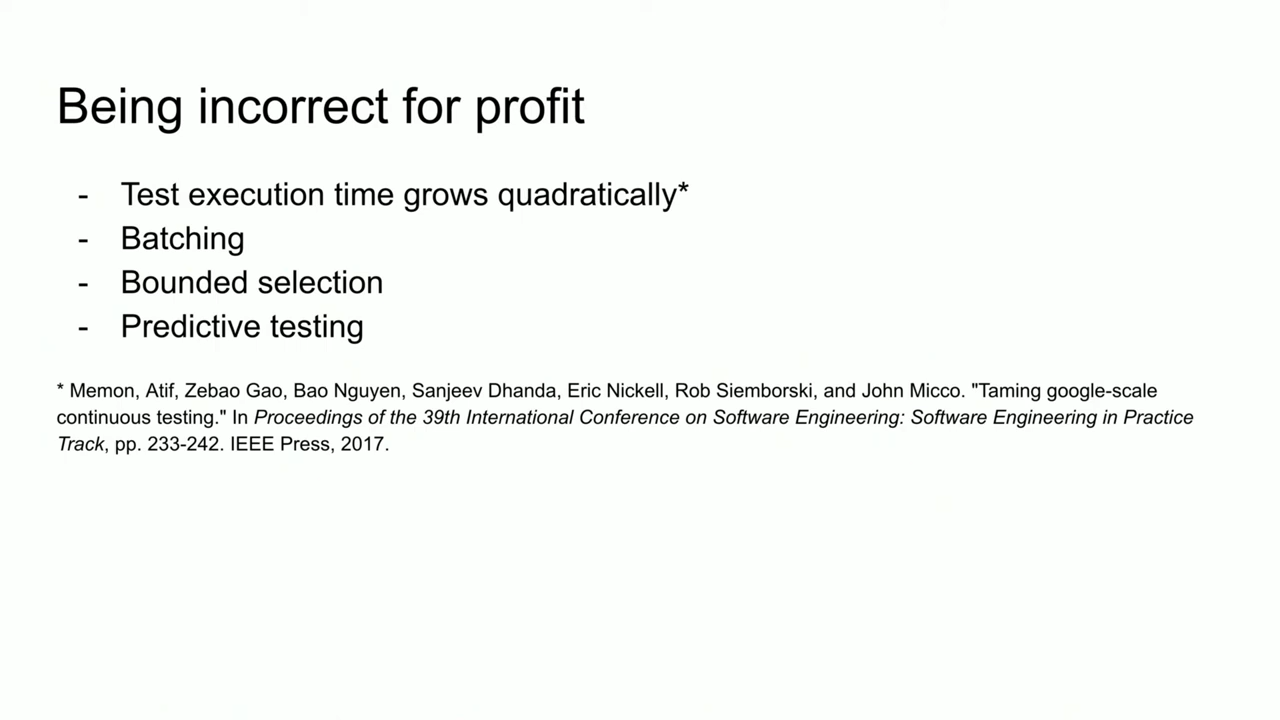 Being incorrect for profit
- Test execution time grows quadratically*
- Batching
- Bounded selection
- Predictive testing
* Memon, Atif, Zebao Gao, Bao Nguyen, Sanjeev Dhanda, Eric Nickell, Rob Siemborski, and John Micco. "Taming google-scale
continuous testing." In Proceedings of the 39th International Conference on Software Engineering: Software Engineering in Practice
Track, pp. 233-242. IEEE Press, 2017.